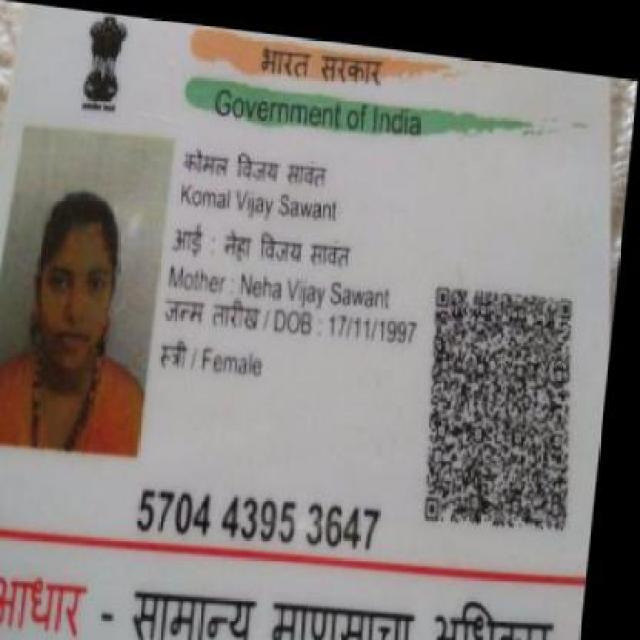 भारत सरकार
Government of India
कोमल विजय सावंत
Komal Vijay Sawant
आई : नेहा विजय सावंत
Mother : Neha Vijay Sawant
जन्म तारीख / DOB : 17/11/1997
स्त्री / Female
5704 4395 3647
आधार - सामान्य माणसाचा